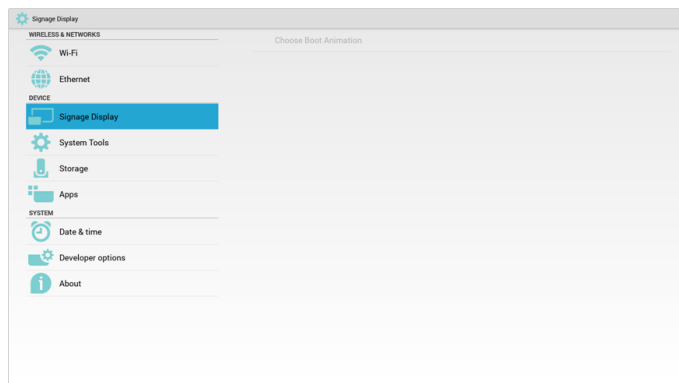 Signage Display
WIRELESS & NETWORKS
Wi-Fi
Ethernet
DEVICE
Signage Display
System Tools
Storage
Apps
SYSTEM
Date & time
Developer options
About
Choose Boot Animation